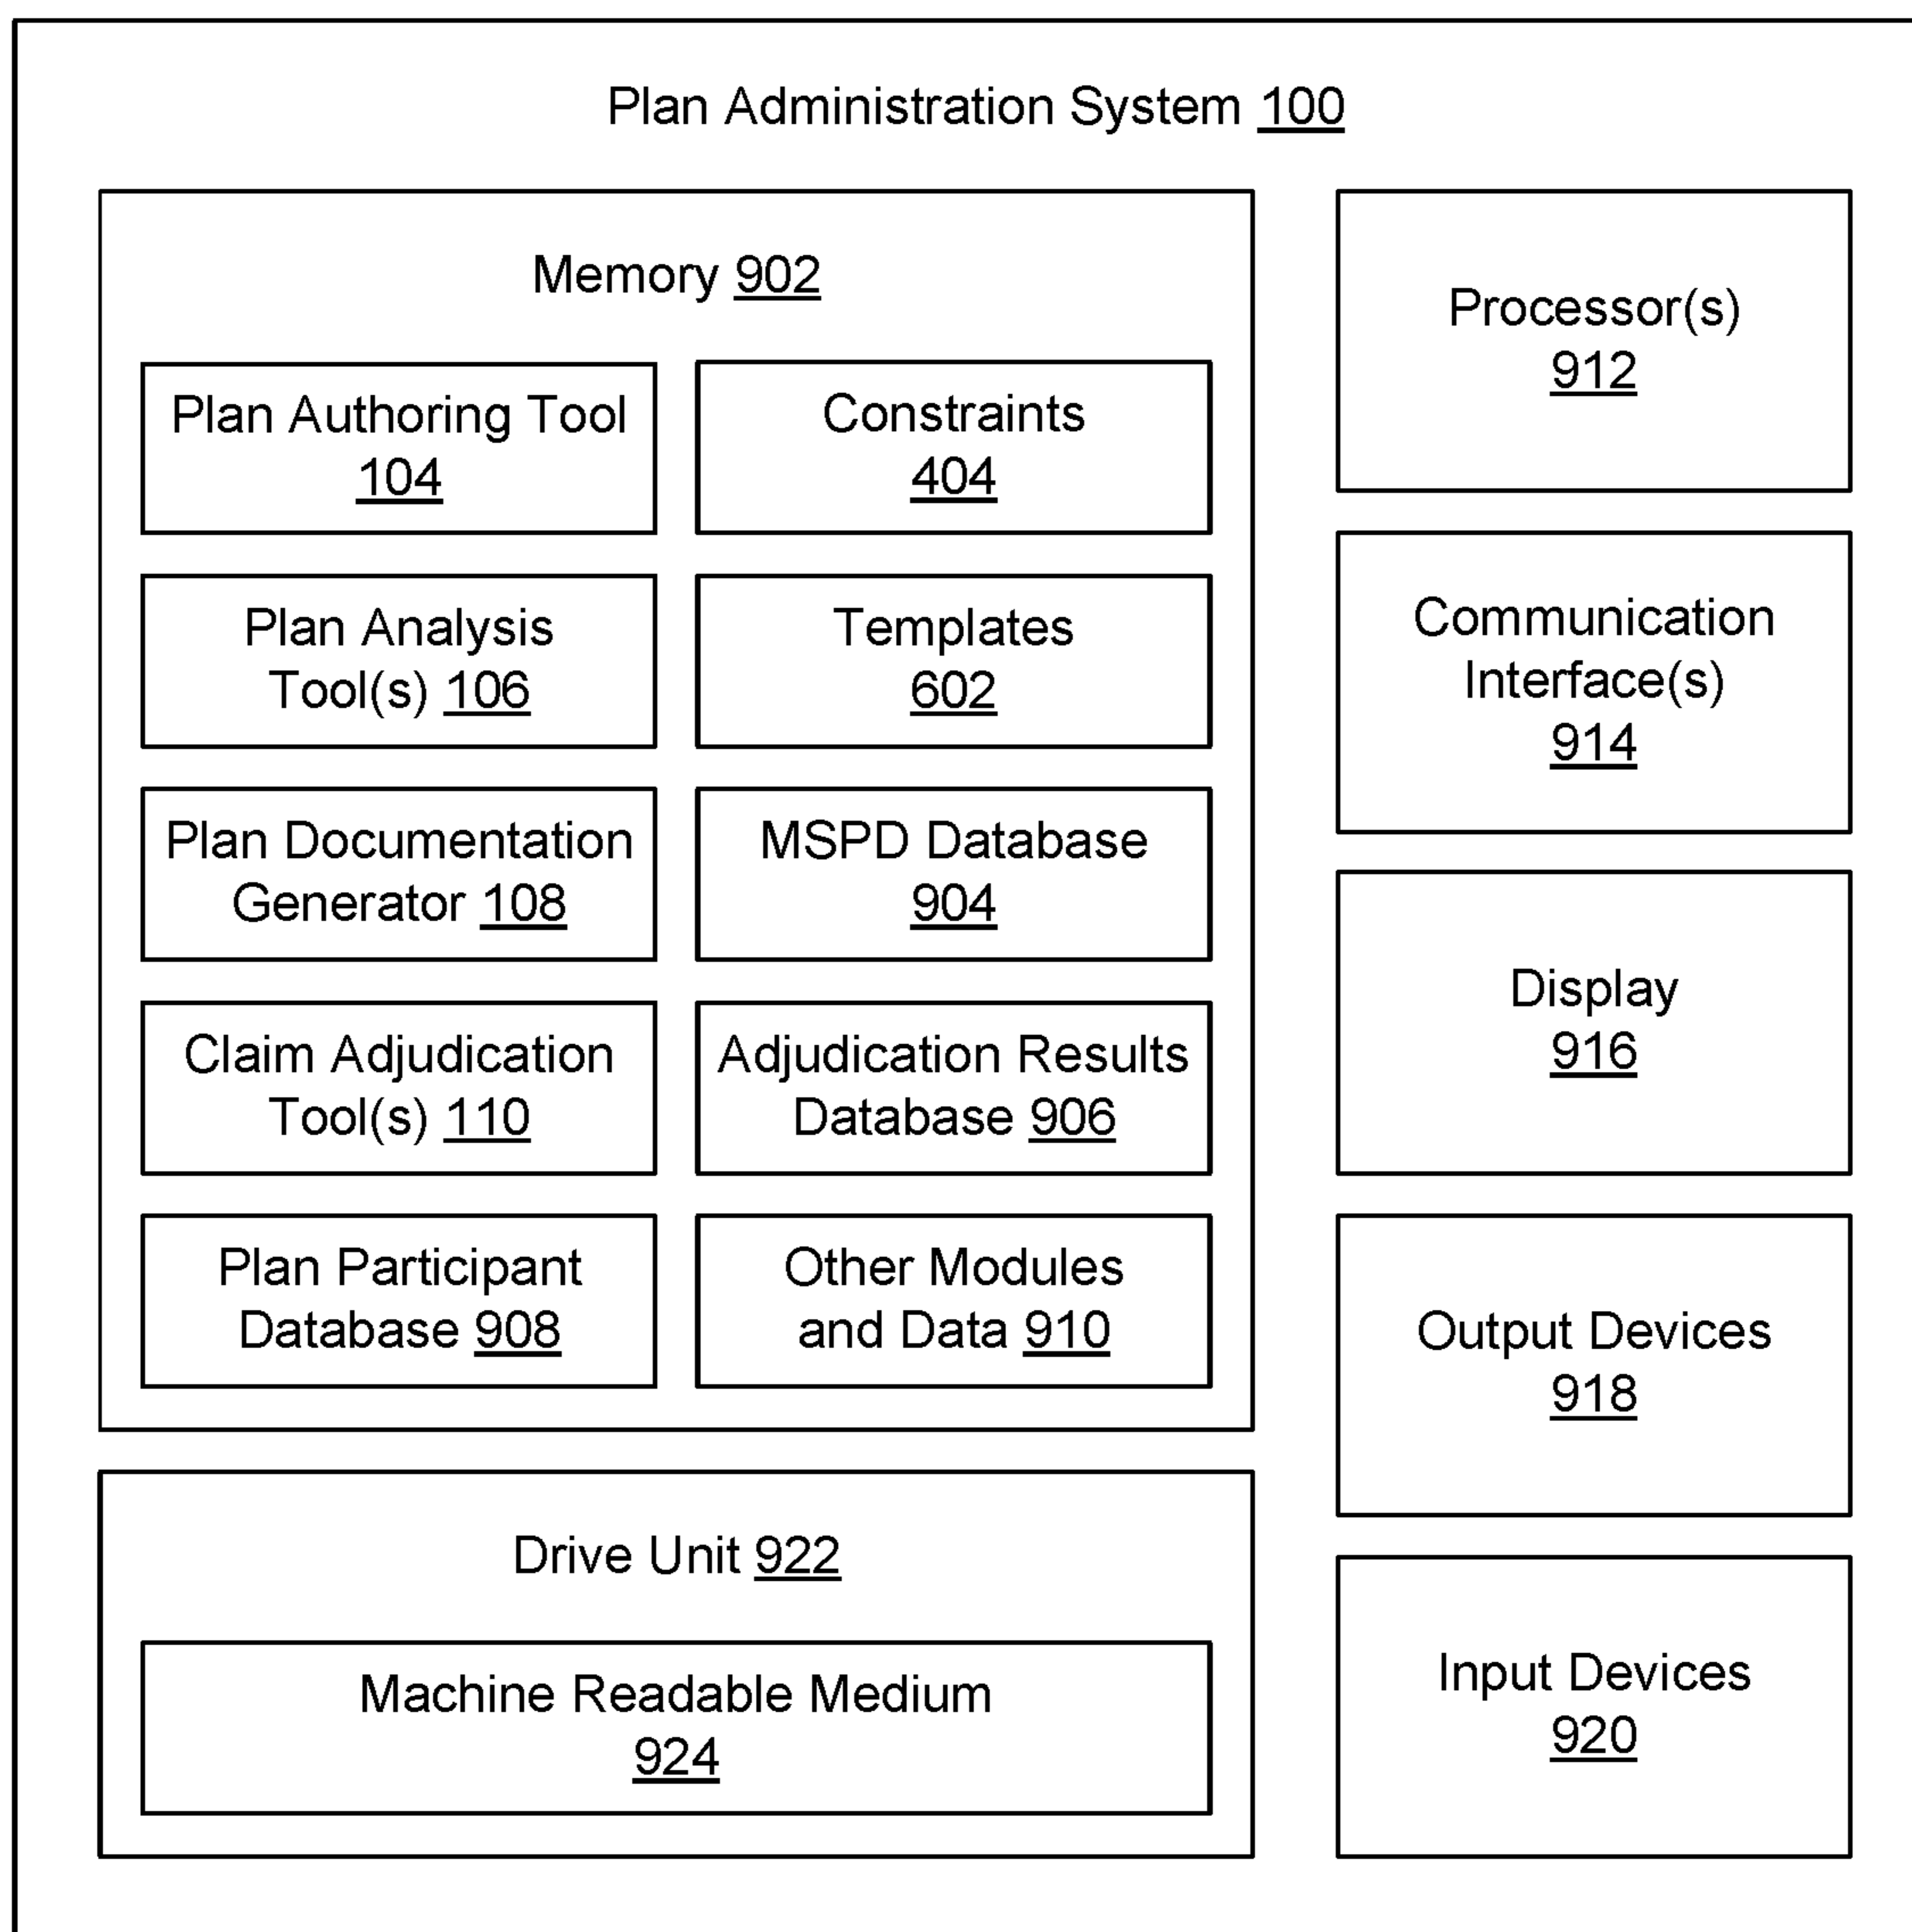 Plan Administration System 100
Memory 902
Plan Authoring Tool
104
Constraints
404
Plan Analysis
Tool(s) 106
Templates
602
Plan Documentation
Generator 108
MSPD Database
904
Claim Adjudication
Tool(s) 110
Adjudication Results
Database 906
Plan Participant
Database 908
Other Modules
and Data 910
Drive Unit 922
Machine Readable Medium
924
Processor(s)
912
Communication
Interface(s)
914
Display
916
Output Devices
918
Input Devices
920